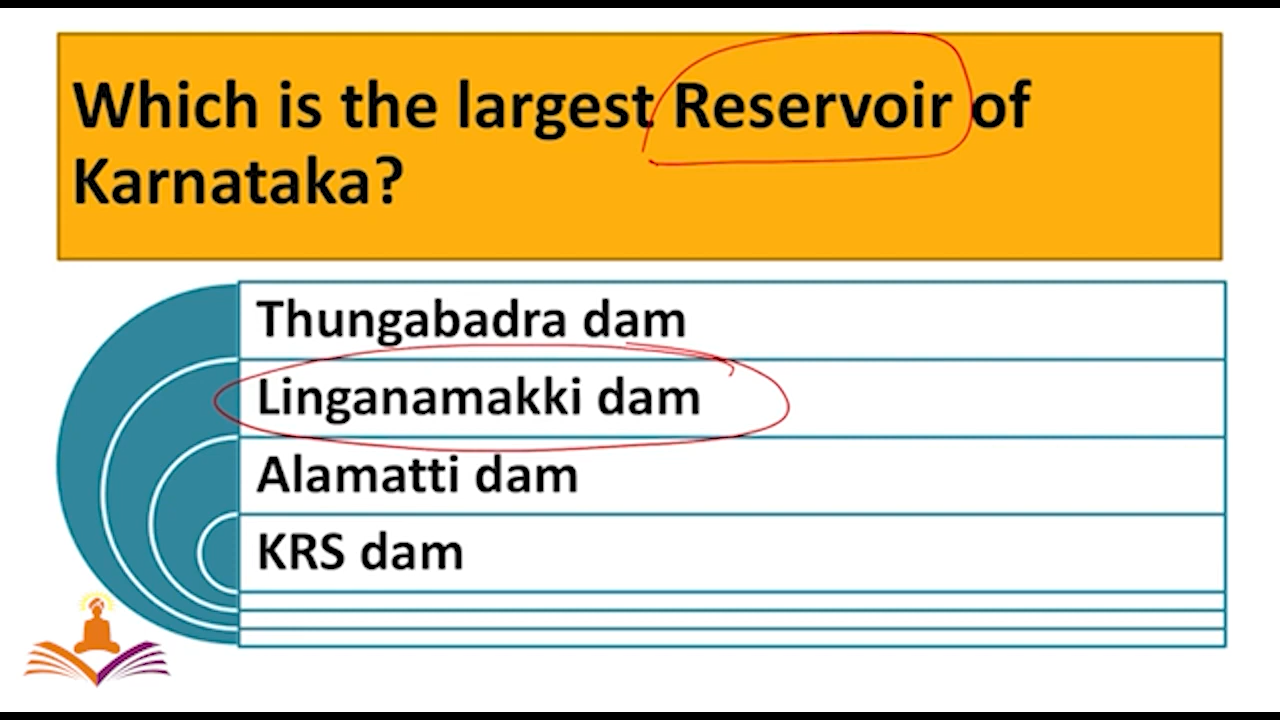 Which is the largest Reservoir of
Karnataka?
Thungabadra dam
Linganamakki dam
Alamatti dam
KRS dam